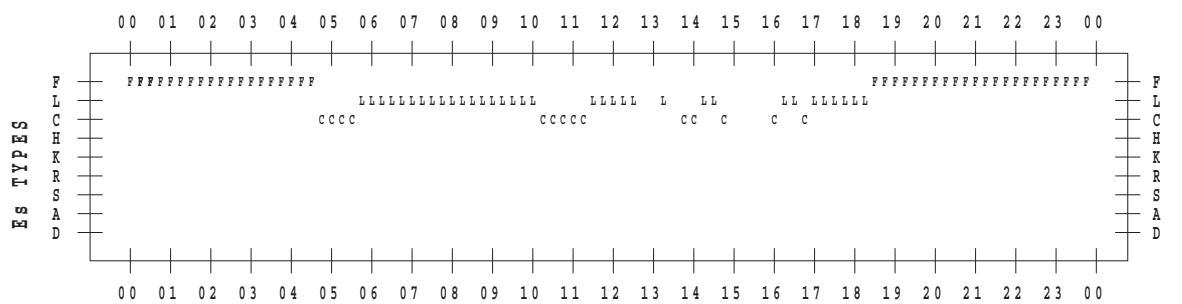 00 01 02 03 04 05 06 07 08 09 10 11 12 13 14 15 16 17 18 19 20 21 22 23 00
F FFFFFFFFFFFFFFFFFFF FFFFFFFFFFFFFFFFFFFFFF F
L LLLLLLLLLLLLLLLLLL LLLLL L LL LL LLLLLL L
C CCCC CCCCC CC C C C C
H H
K K
R R
S S
A A
D D
Es TYPES
00 01 02 03 04 05 06 07 08 09 10 11 12 13 14 15 16 17 18 19 20 21 22 23 00